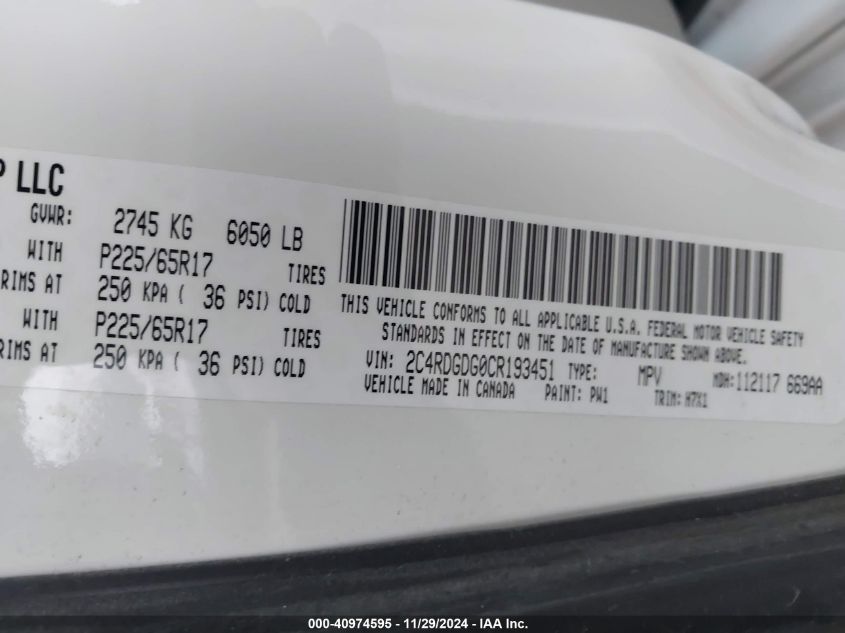 P LLC
GVWR: 2745 KG 6050 LB
WITH P225/65R17 TIRES
RIMS AT 250 KPA ( 36 PSI) COLD
WITH P225/65R17 TIRES
RIMS AT 250 KPA ( 36 PSI) COLD
THIS VEHICLE CONFORMS TO ALL APPLICABLE U.S.A. FEDERAL MOTOR VEHICLE SAFETY
STANDARDS IN EFFECT ON THE DATE OF MANUFACTURE SHOWN ABOVE.
VIN: 2C4RDGDG0CR193451 TYPE: MPV MDH:112117 669AA
VEHICLE MADE IN CANADA PAINT: PW1 TRIM: H7X1
000-40974595 - 11/29/2024 - IAA Inc.